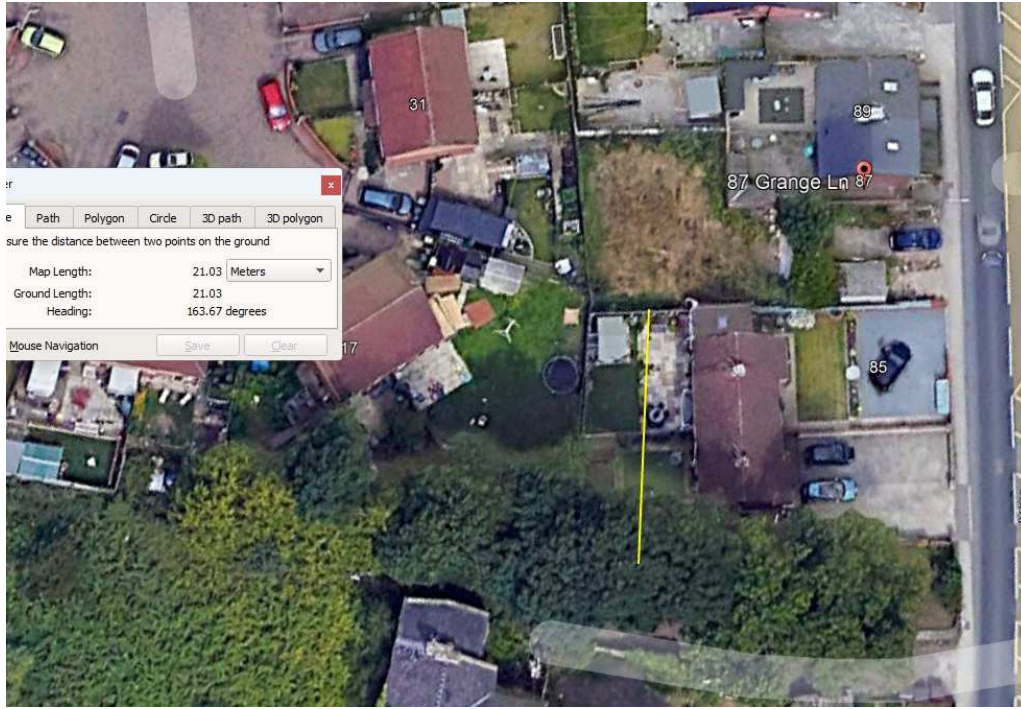 31
89
87 Grange Ln 87
er
x
e Path Polygon Circle 3D path 3D polygon
sure the distance between two points on the ground
Map Length: 21.03 Meters
Ground Length: 21.03
Heading: 163.67 degrees
Mouse Navigation Save Clear
17
85